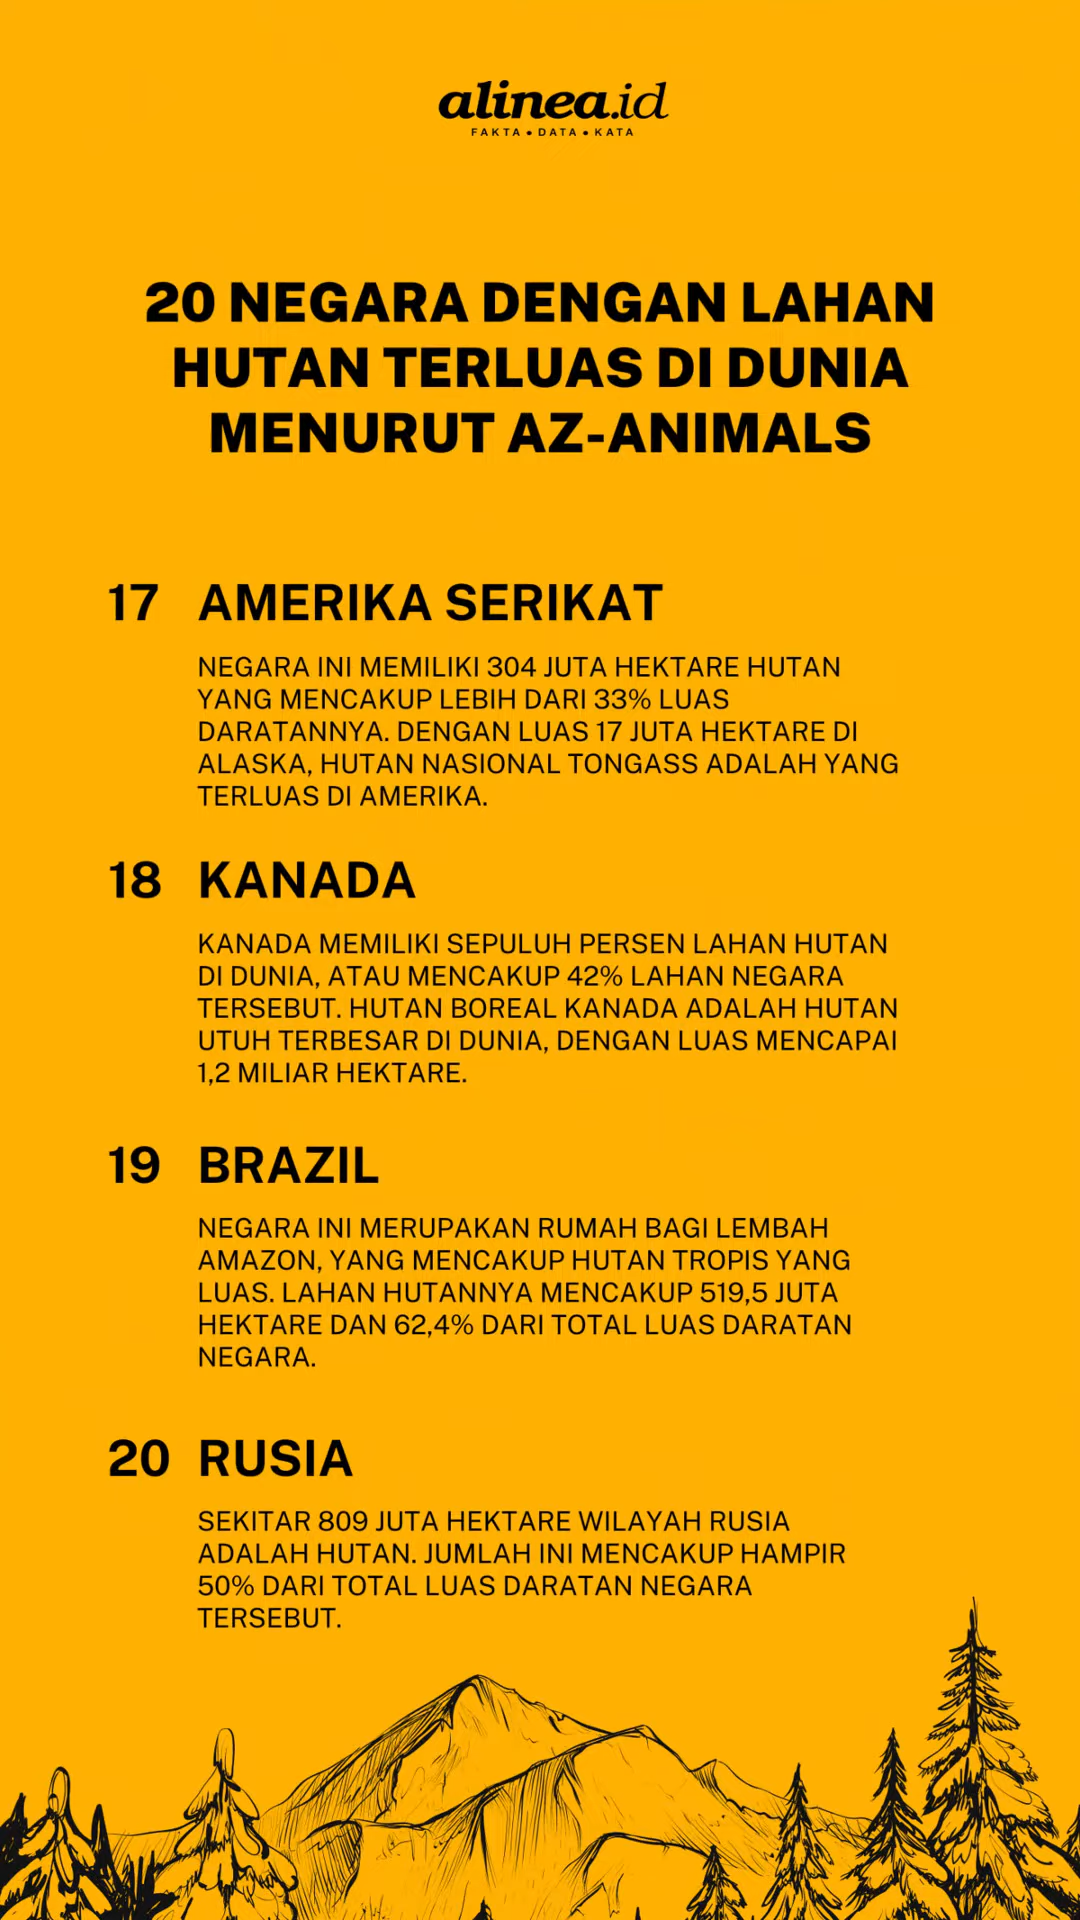 alinea.id
FAKTA • DATA • KATA
20 NEGARA DENGAN LAHAN
HUTAN TERLUAS DI DUNIA
MENURUT AZ-ANIMALS
17 AMERIKA SERIKAT
NEGARA INI MEMILIKI 304 JUTA HEKTARE HUTAN
YANG MENCAKUP LEBIH DARI 33% LUAS
DARATANNYA. DENGAN LUAS 17 JUTA HEKTARE DI
ALASKA, HUTAN NASIONAL TONGASS ADALAH YANG
TERLUAS DI AMERIKA.
18 KANADA
KANADA MEMILIKI SEPULUH PERSEN LAHAN HUTAN
DI DUNIA, ATAU MENCAKUP 42% LAHAN NEGARA
TERSEBUT. HUTAN BOREAL KANADA ADALAH HUTAN
UTUH TERBESAR DI DUNIA, DENGAN LUAS MENCAPAI
1,2 MILIAR HEKTARE.
19 BRAZIL
NEGARA INI MERUPAKAN RUMAH BAGI LEMBAH
AMAZON, YANG MENCAKUP HUTAN TROPIS YANG
LUAS. LAHAN HUTANNYA MENCAKUP 519,5 JUTA
HEKTARE DAN 62,4% DARI TOTAL LUAS DARATAN
NEGARA.
20 RUSIA
SEKITAR 809 JUTA HEKTARE WILAYAH RUSIA
ADALAH HUTAN. JUMLAH INI MENCAKUP HAMPIR
50% DARI TOTAL LUAS DARATAN NEGARA
TERSEBUT.